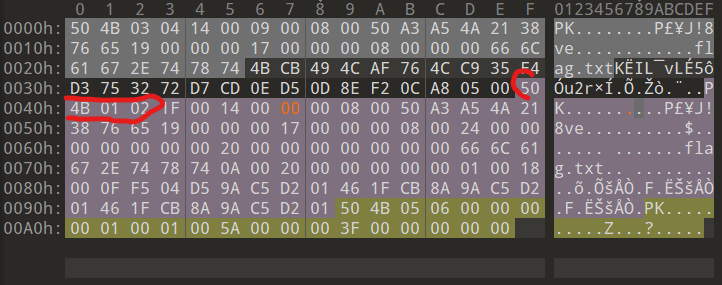 0 1 2 3 4 5 6 7 8 9 A B C D E F 0123456789ABCDEF
0000h: 50 4B 03 04 14 00 09 00 08 00 50 A3 A5 4A 21 38 PK........P£¥J!8
0010h: 76 65 19 00 00 00 17 00 00 00 08 00 00 00 66 6C ve............fl
0020h: 61 67 2E 74 78 74 4B CB 49 4C AF 76 4C C9 35 F4 ag.txtKËIL¯vLÉ5ô
0030h: D3 75 32 72 D7 CD 0E D5 0D 8E F2 0C A8 05 00 50 Óu2r×Í.Õ.Žò.¨..P
0040h: 4B 01 02 1F 00 14 00 00 00 08 00 50 A3 A5 4A 21 K..........P£¥J!
0050h: 38 76 65 19 00 00 00 17 00 00 00 08 00 24 00 00 8ve..........$..
0060h: 00 00 00 00 00 20 00 00 00 00 00 00 00 66 6C 61 ..... .......fla
0070h: 67 2E 74 78 74 0A 00 20 00 00 00 00 00 01 00 18 g.txt.. ........
0080h: 00 0F F5 04 D5 9A C5 D2 01 46 1F CB 8A 9A C5 D2 ..õ.ÕšÅÒ.F.ËŠšÅÒ
0090h: 01 46 1F CB 8A 9A C5 D2 01 50 4B 05 06 00 00 00 .F.ËŠšÅÒ.PK.....
00A0h: 00 01 00 01 00 5A 00 00 00 3F 00 00 00 00 00 .....Z...?.....